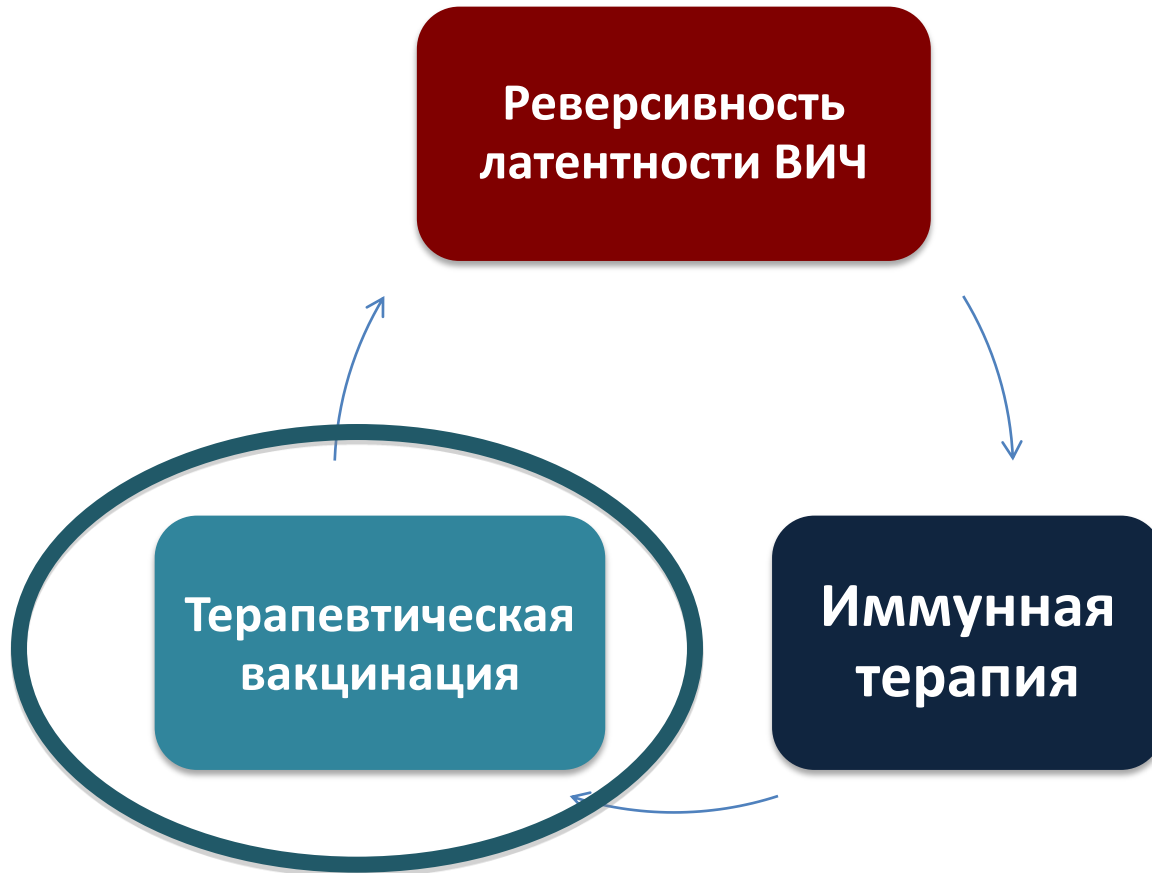 Реверсивность
латентности ВИЧ
Терапевтическая
вакцинация
Иммунная
терапия